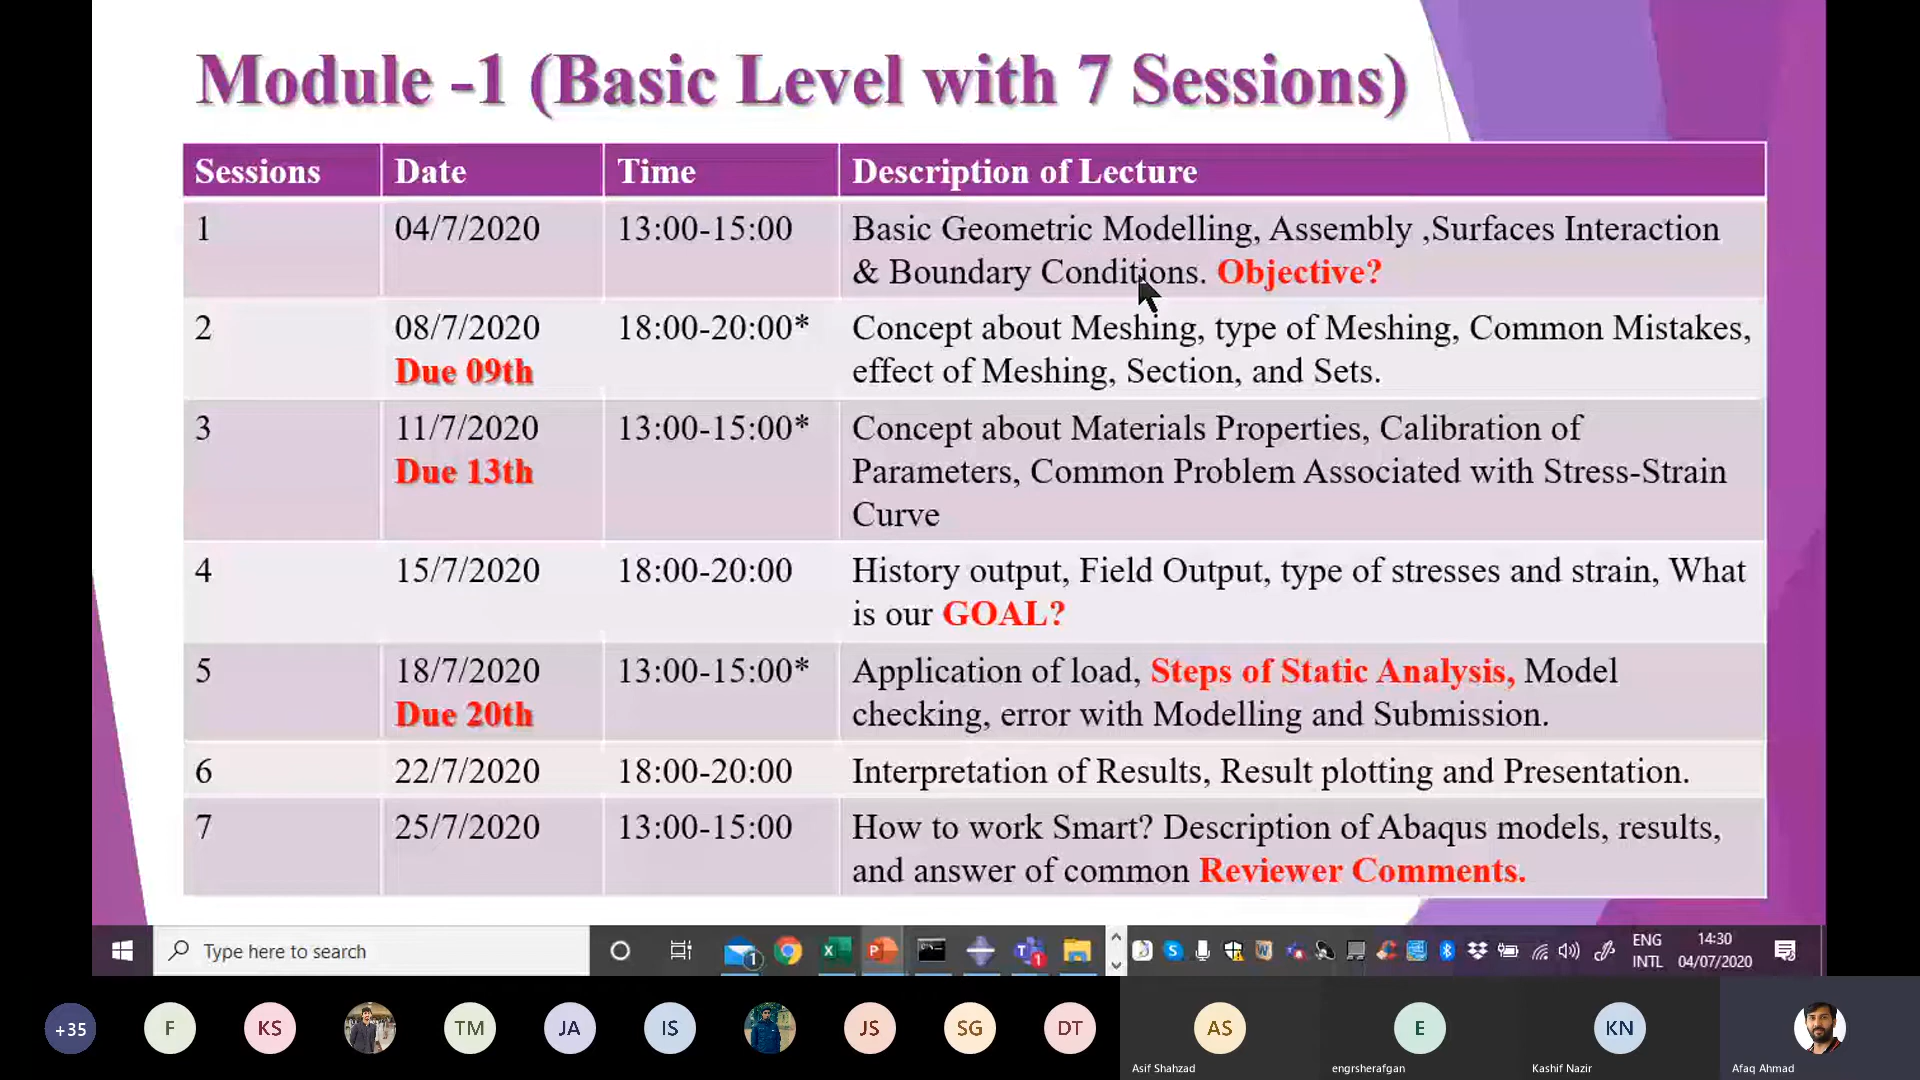 Module -1 (Basic Level with 7 Sessions)
Sessions Date Time Description of Lecture
1 04/7/2020 13:00-15:00 Basic Geometric Modelling, Assembly ,Surfaces Interaction
& Boundary Conditions. Objective?
2 08/7/2020 18:00-20:00* Concept about Meshing, type of Meshing, Common Mistakes,
Due 09th effect of Meshing, Section, and Sets.
3 11/7/2020 13:00-15:00* Concept about Materials Properties, Calibration of
Due 13th Parameters, Common Problem Associated with Stress-Strain
Curve
4 15/7/2020 18:00-20:00 History output, Field Output, type of stresses and strain, What
is our GOAL?
5 18/7/2020 13:00-15:00* Application of load, Steps of Static Analysis, Model
Due 20th checking, error with Modelling and Submission.
6 22/7/2020 18:00-20:00 Interpretation of Results, Result plotting and Presentation.
7 25/7/2020 13:00-15:00 How to work Smart? Description of Abaqus models, results,
and answer of common Reviewer Comments.
Type here to search
ENG 14:30
INTL 04/07/2020
+35 F KS TM JA IS JS SG DT AS E KN
Asif Shahzad engrsherafgan Kashif Nazir Afaq Ahmad